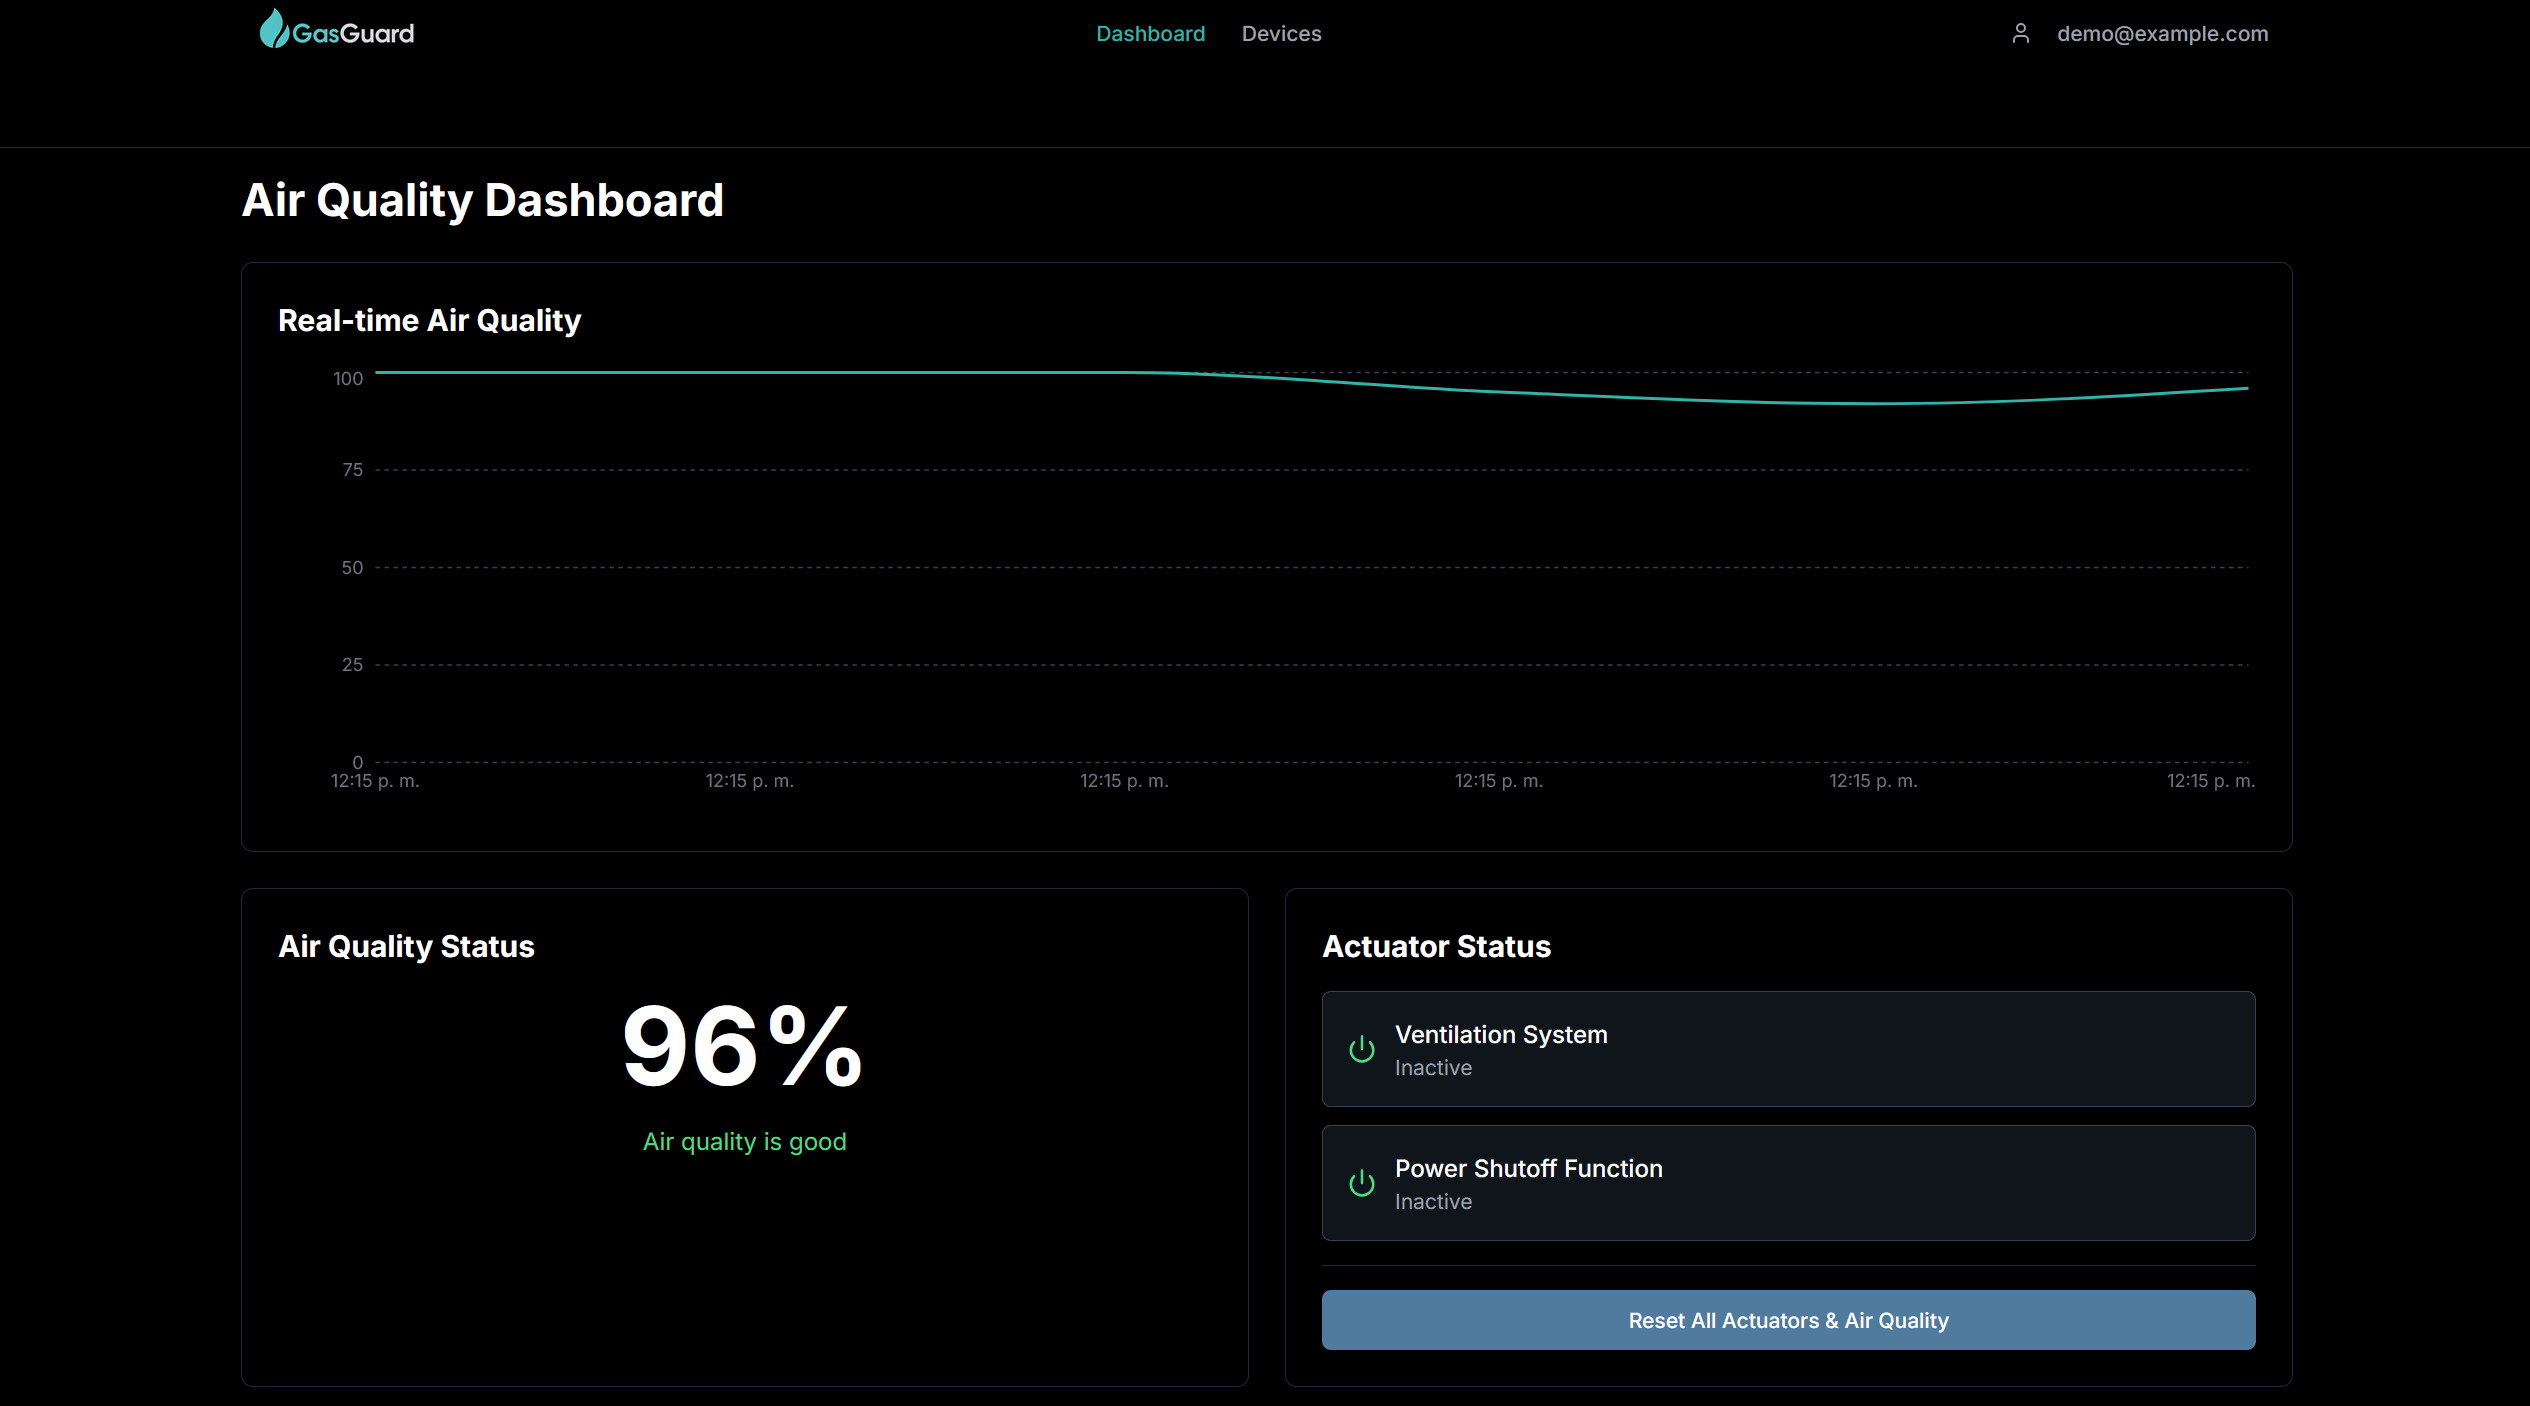 GasGuard
Dashboard
Devices
demo@example.com
Air Quality Dashboard
Real-time Air Quality
100
75
50
25
0
12:15 p. m.
12:15 p. m.
12:15 p. m.
12:15 p. m.
12:15 p. m.
12:15 p. m.
Air Quality Status
96%
Air quality is good
Actuator Status
Ventilation System
Inactive
Power Shutoff Function
Inactive
Reset All Actuators & Air Quality